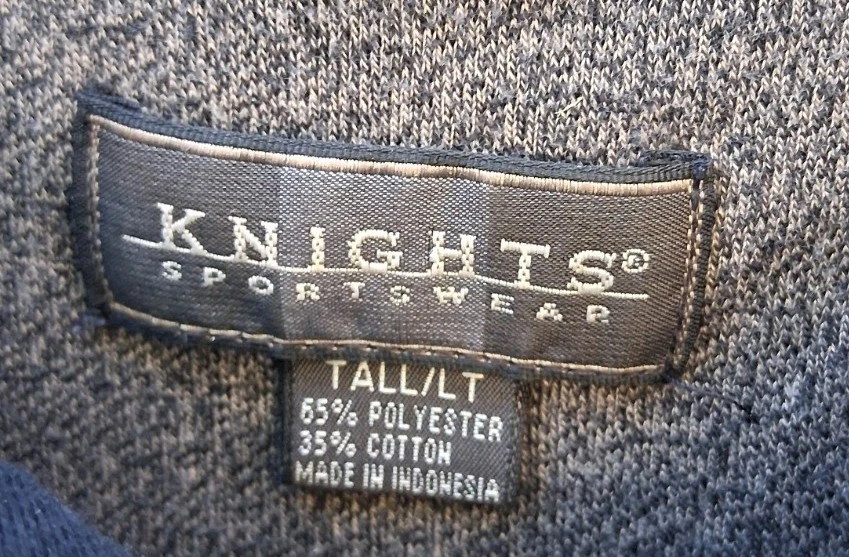 KNIGHTS®
SPORTSWEAR
TALL/LT
65% POLYESTER
35% COTTON
MADE IN INDONESIA